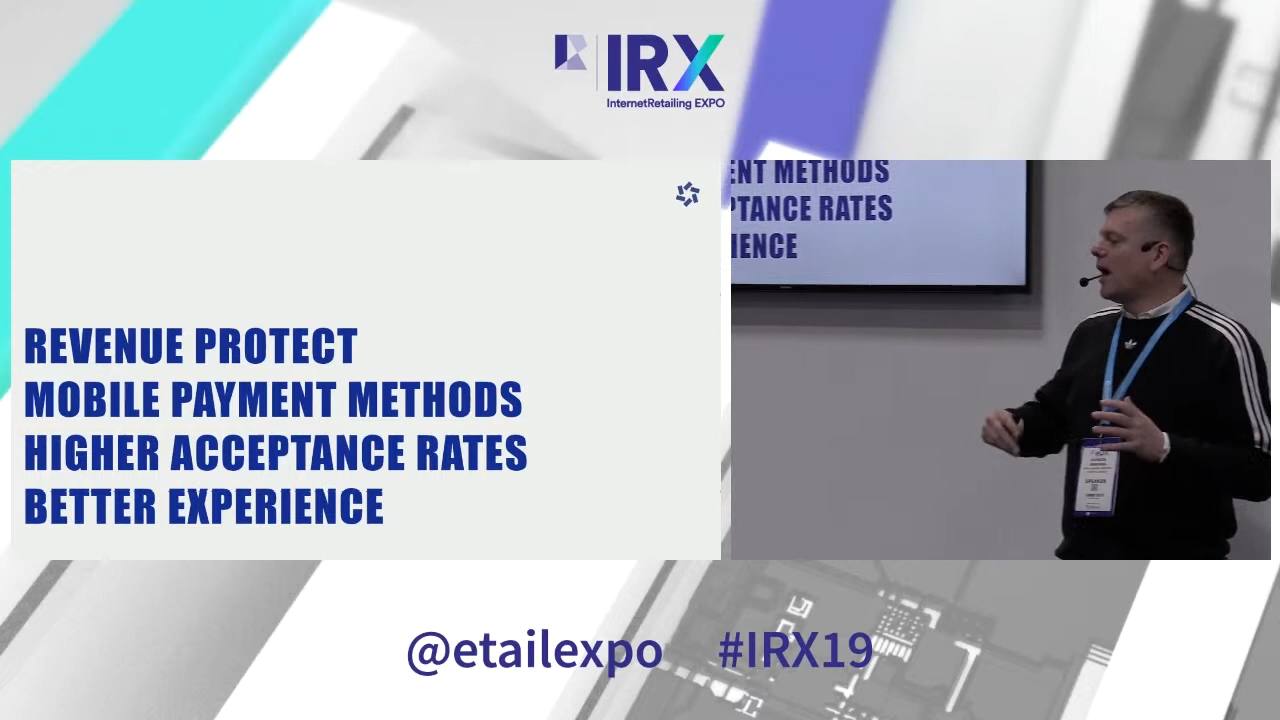 IRX
InternetRetailing EXPO
REVENUE PROTECT
MOBILE PAYMENT METHODS
HIGHER ACCEPTANCE RATES
BETTER EXPERIENCE
ENT METHODS
PTANCE RATES
IENCE
SPEAKER
@etailexpo #IRX19